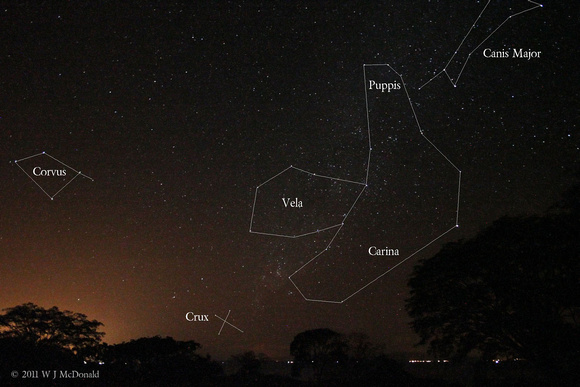 Canis Major
Puppis
Corvus
Vela
Carina
Crux
© 2011 W J McDonald